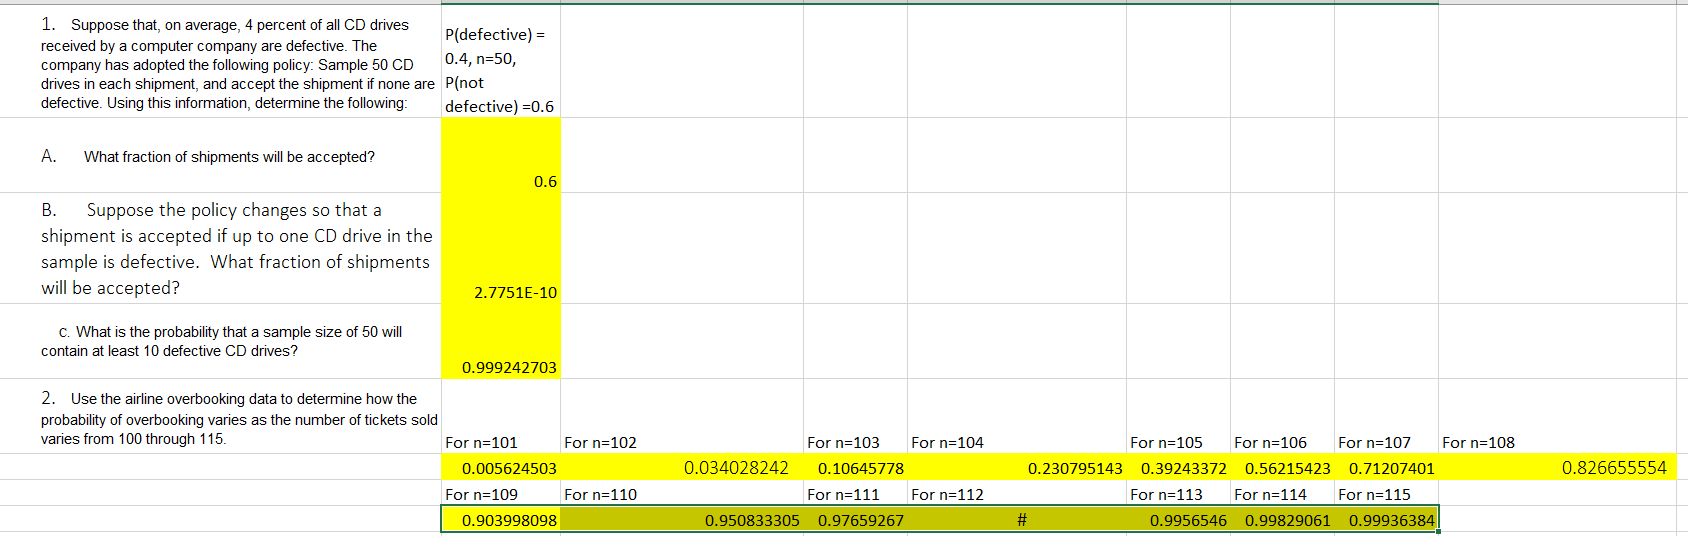 1. Suppose that, on average, 4 percent of all CD drives
received by a computer company are defective. The
company has adopted the following policy: Sample 50 CD
drives in each shipment, and accept the shipment if none are
defective. Using this information, determine the following:
P(defective) =
0.4, n=50,
P(not
defective) =0.6
A. What fraction of shipments will be accepted?
0.6
B. Suppose the policy changes so that a
shipment is accepted if up to one CD drive in the
sample is defective. What fraction of shipments
will be accepted?
2.7751E-10
c. What is the probability that a sample size of 50 will
contain at least 10 defective CD drives?
0.999242703
2. Use the airline overbooking data to determine how the
probability of overbooking varies as the number of tickets sold
varies from 100 through 115.
For n=101 For n=102 For n=103 For n=104 For n=105 For n=106 For n=107 For n=108
0.005624503 0.034028242 0.10645778 0.230795143 0.39243372 0.56215423 0.71207401 0.826655554
For n=109 For n=110 For n=111 For n=112 For n=113 For n=114 For n=115
0.903998098 0.950833305 0.97659267 # 0.9956546 0.99829061 0.99936384